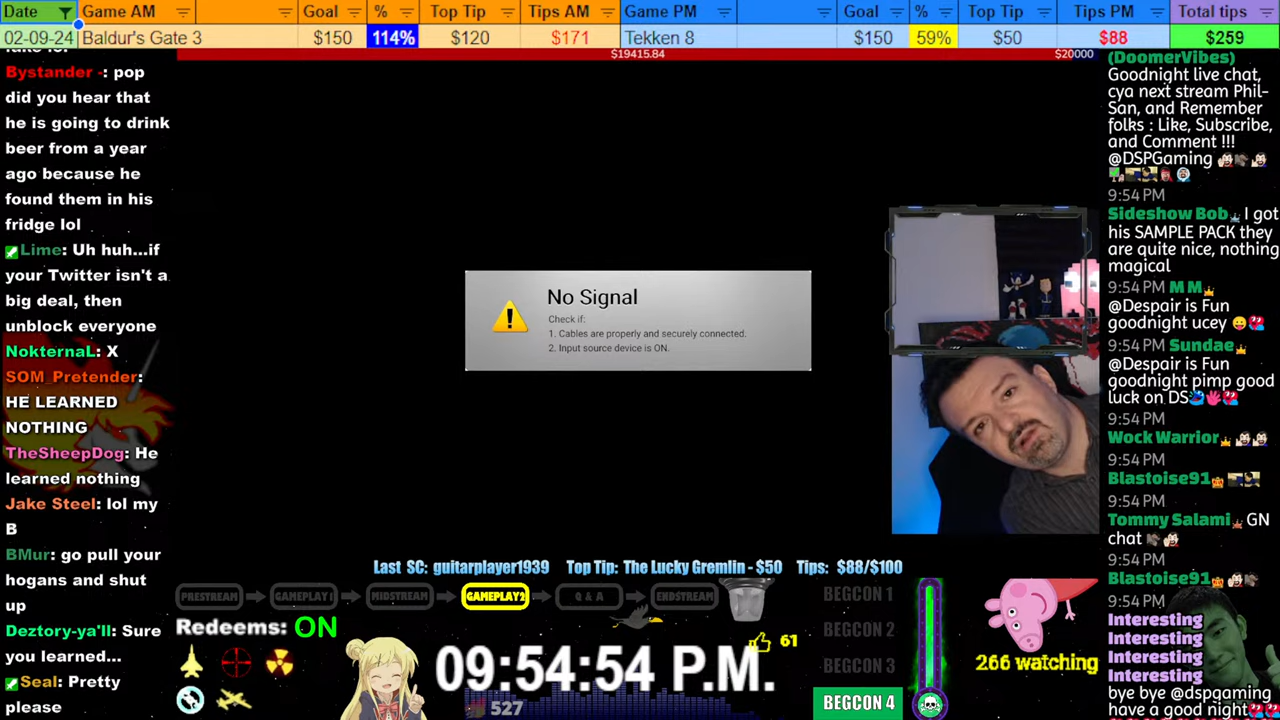 Date Game AM Goal % Top Tip Tips AM Game PM Goal % Top Tip Tips PM Total tips
02-09-24 Baldur's Gate 3 $150 114% $120 $171 Tekken 8 $150 59% $50 $88 $259
$19415.84 $20000
fake lol
Bystander -: pop
did you hear that
he is going to drink
beer from a year
ago because he
found them in his
fridge lol
Lime: Uh huh...if
your Twitter isn't a
big deal, then
unblock everyone
NokternaL: X
SOM_Pretender:
HE LEARNED
NOTHING
TheSheepDog: He
learned nothing
Jake Steel: lol my
B
BMur: go pull your
hogans and shut
up
Deztory-ya'll: Sure
you learned...
Seal: Pretty
please
No Signal
Check if:
1. Cables are properly and securely connected.
2. Input source device is ON.
Last SC: guitarplayer1939 Top Tip: The Lucky Gremlin - $50 Tips: $88/$100
PRESTREAM GAMEPLAY 1 MIDSTREAM GAMEPLAY2 Q & A ENDSTREAM
Redeems: ON
09:54:54 P.M.
527
61
BEGCON 1
BEGCON 2
BEGCON 3
BEGCON 4
266 watching
(DoomerVibes)
Goodnight live chat,
cya next stream Phil-
San, and Remember
folks : Like, Subscribe,
and Comment !!!
@DSPGaming
9:54 PM
Sideshow Bob I got
his SAMPLE PACK they
are quite nice, nothing
magical
9:54 PM M M
@Despair is Fun
goodnight ucey
9:54 PM Sundae
@Despair is Fun
goodnight pimp good
luck on DS
9:54 PM
Wock Warrior
9:54 PM
Blastoise91
9:54 PM
Tommy Salami GN
chat
9:54 PM
Blastoise91
9:54 PM
Interesting
Interesting
Interesting
Interesting
bye bye @dspgaming
have a good night